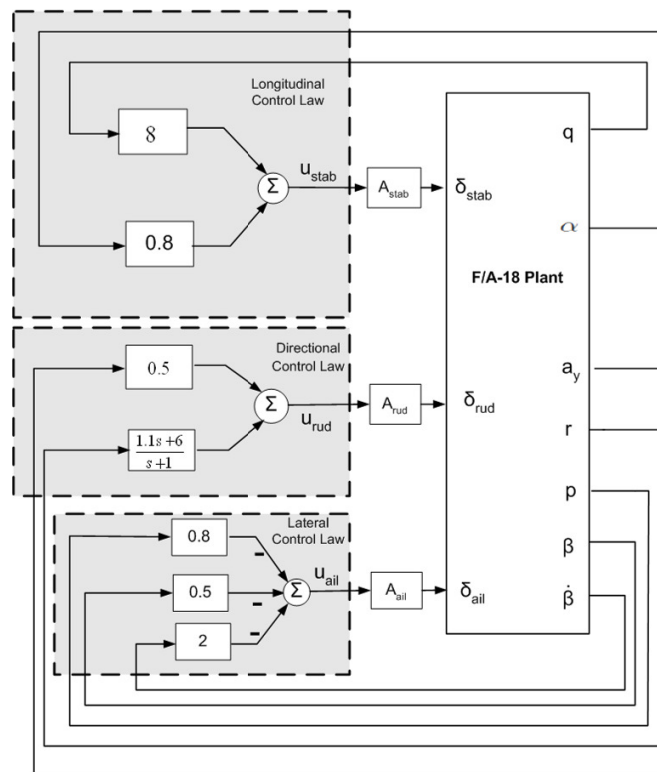 Longitudinal
Control Law
8
Σ
u_stab
A_stab
δ_stab
0.8
q
α
F/A-18 Plant
Directional
Control Law
0.5
Σ
u_rud
A_rud
δ_rud
1.1s+6
s+1
a_y
r
p
Lateral
Control Law
0.8
-
0.5
-
Σ
u_ail
A_ail
δ_ail
2
-
β
β̇